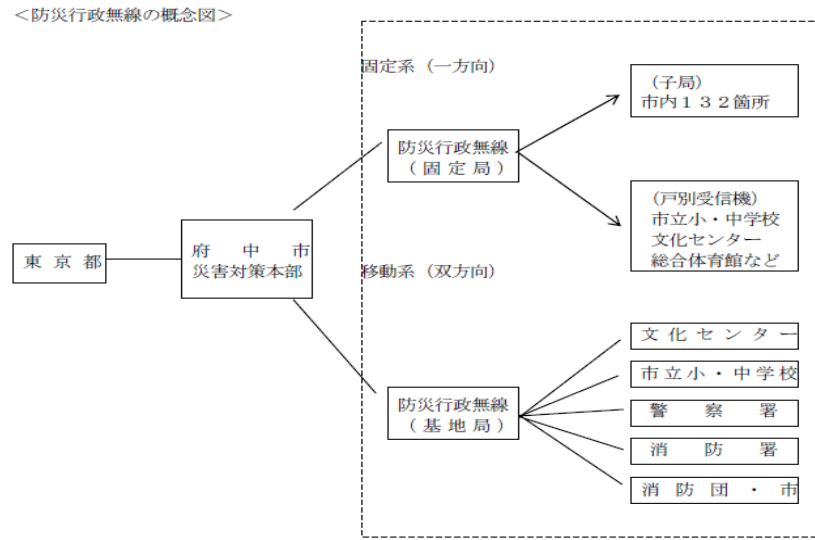 ＜防災行政無線の概念図＞
固定系（一方向）
（子局）
市内１３２箇所
防災行政無線
（固定局）
（戸別受信機）
市立小・中学校
文化センター
総合体育館など
東京都
府中市
災害対策本部
移動系（双方向）
防災行政無線
（基地局）
文化センター
市立小・中学校
警察署
消防署
消防団・市